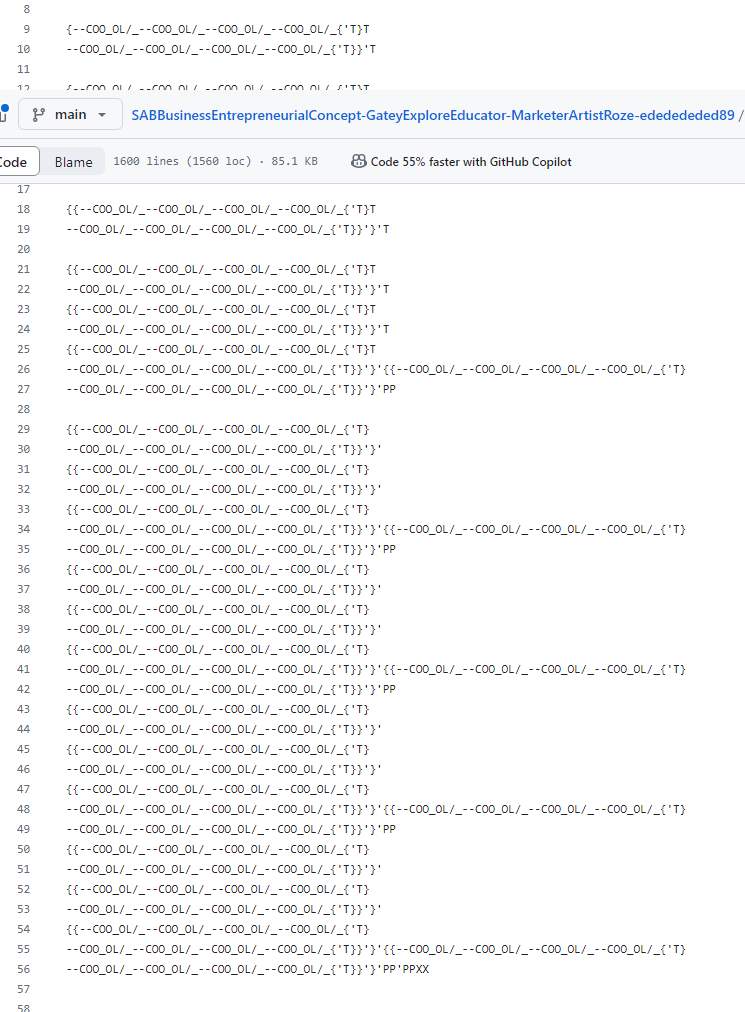 8
9 {--COO_OL/_--COO_OL/_--COO_OL/_--COO_OL/_{'T}T
10 --COO_OL/_--COO_OL/_--COO_OL/_--COO_OL/_{'T}}'T
11
12 {--COO_OL/_--COO_OL/_--COO_OL/_--COO_OL/_{'T}T
main SABBusinessEntrepreneurialConcept-GateyExploreEducator-MarketerArtistRoze-ededededed89 /
Code Blame 1600 lines (1560 loc) · 85.1 KB Code 55% faster with GitHub Copilot
17
18 {{--COO_OL/_--COO_OL/_--COO_OL/_--COO_OL/_{'T}T
19 --COO_OL/_--COO_OL/_--COO_OL/_--COO_OL/_{'T}}'}'T
20
21 {{--COO_OL/_--COO_OL/_--COO_OL/_--COO_OL/_{'T}T
22 --COO_OL/_--COO_OL/_--COO_OL/_--COO_OL/_{'T}}'}'T
23 {{--COO_OL/_--COO_OL/_--COO_OL/_--COO_OL/_{'T}T
24 --COO_OL/_--COO_OL/_--COO_OL/_--COO_OL/_{'T}}'}'T
25 {{--COO_OL/_--COO_OL/_--COO_OL/_--COO_OL/_{'T}T
26 --COO_OL/_--COO_OL/_--COO_OL/_--COO_OL/_{'T}}'}'{{--COO_OL/_--COO_OL/_--COO_OL/_--COO_OL/_{'T}
27 --COO_OL/_--COO_OL/_--COO_OL/_--COO_OL/_{'T}}'}'PP
28
29 {{--COO_OL/_--COO_OL/_--COO_OL/_--COO_OL/_{'T}
30 --COO_OL/_--COO_OL/_--COO_OL/_--COO_OL/_{'T}}'}'
31 {{--COO_OL/_--COO_OL/_--COO_OL/_--COO_OL/_{'T}
32 --COO_OL/_--COO_OL/_--COO_OL/_--COO_OL/_{'T}}'}'
33 {{--COO_OL/_--COO_OL/_--COO_OL/_--COO_OL/_{'T}
34 --COO_OL/_--COO_OL/_--COO_OL/_--COO_OL/_{'T}}'}'{{--COO_OL/_--COO_OL/_--COO_OL/_--COO_OL/_{'T}
35 --COO_OL/_--COO_OL/_--COO_OL/_--COO_OL/_{'T}}'}'PP
36 {{--COO_OL/_--COO_OL/_--COO_OL/_--COO_OL/_{'T}
37 --COO_OL/_--COO_OL/_--COO_OL/_--COO_OL/_{'T}}'}'
38 {{--COO_OL/_--COO_OL/_--COO_OL/_--COO_OL/_{'T}
39 --COO_OL/_--COO_OL/_--COO_OL/_--COO_OL/_{'T}}'}'
40 {{--COO_OL/_--COO_OL/_--COO_OL/_--COO_OL/_{'T}
41 --COO_OL/_--COO_OL/_--COO_OL/_--COO_OL/_{'T}}'}'{{--COO_OL/_--COO_OL/_--COO_OL/_--COO_OL/_{'T}
42 --COO_OL/_--COO_OL/_--COO_OL/_--COO_OL/_{'T}}'}'PP
43 {{--COO_OL/_--COO_OL/_--COO_OL/_--COO_OL/_{'T}
44 --COO_OL/_--COO_OL/_--COO_OL/_--COO_OL/_{'T}}'}'
45 {{--COO_OL/_--COO_OL/_--COO_OL/_--COO_OL/_{'T}
46 --COO_OL/_--COO_OL/_--COO_OL/_--COO_OL/_{'T}}'}'
47 {{--COO_OL/_--COO_OL/_--COO_OL/_--COO_OL/_{'T}
48 --COO_OL/_--COO_OL/_--COO_OL/_--COO_OL/_{'T}}'}'{{--COO_OL/_--COO_OL/_--COO_OL/_--COO_OL/_{'T}
49 --COO_OL/_--COO_OL/_--COO_OL/_--COO_OL/_{'T}}'}'PP
50 {{--COO_OL/_--COO_OL/_--COO_OL/_--COO_OL/_{'T}
51 --COO_OL/_--COO_OL/_--COO_OL/_--COO_OL/_{'T}}'}'
52 {{--COO_OL/_--COO_OL/_--COO_OL/_--COO_OL/_{'T}
53 --COO_OL/_--COO_OL/_--COO_OL/_--COO_OL/_{'T}}'}'
54 {{--COO_OL/_--COO_OL/_--COO_OL/_--COO_OL/_{'T}
55 --COO_OL/_--COO_OL/_--COO_OL/_--COO_OL/_{'T}}'}'{{--COO_OL/_--COO_OL/_--COO_OL/_--COO_OL/_{'T}
56 --COO_OL/_--COO_OL/_--COO_OL/_--COO_OL/_{'T}}'}'PP'PPXX
57
58